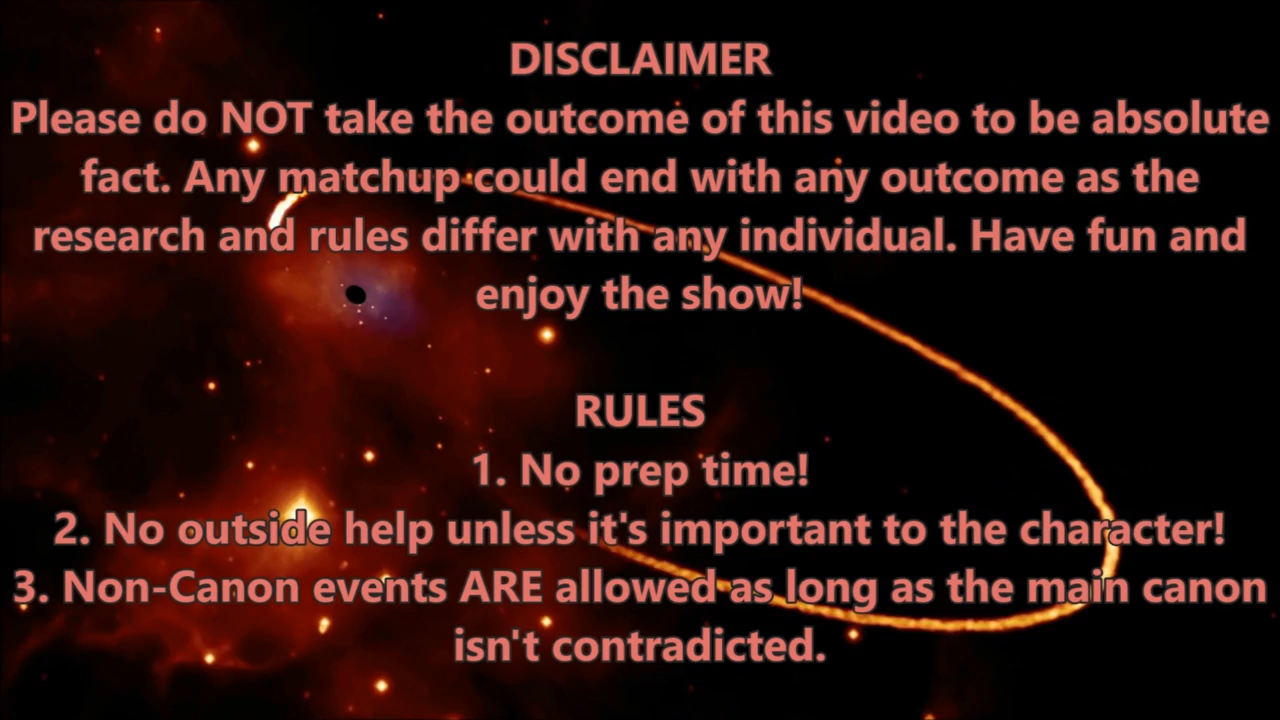 DISCLAIMER
Please do NOT take the outcome of this video to be absolute
fact. Any matchup could end with any outcome as the
research and rules differ with any individual. Have fun and
enjoy the show!
RULES
1. No prep time!
2. No outside help unless it's important to the character!
3. Non-Canon events ARE allowed as long as the main canon
isn't contradicted.